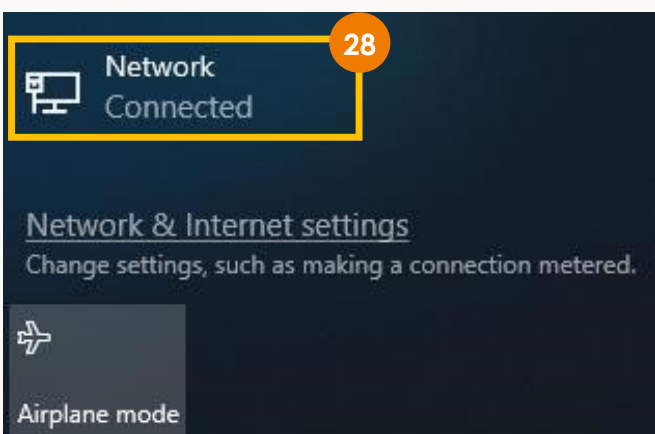 28
Network
Connected
Network & Internet settings
Change settings, such as making a connection metered.
Airplane mode